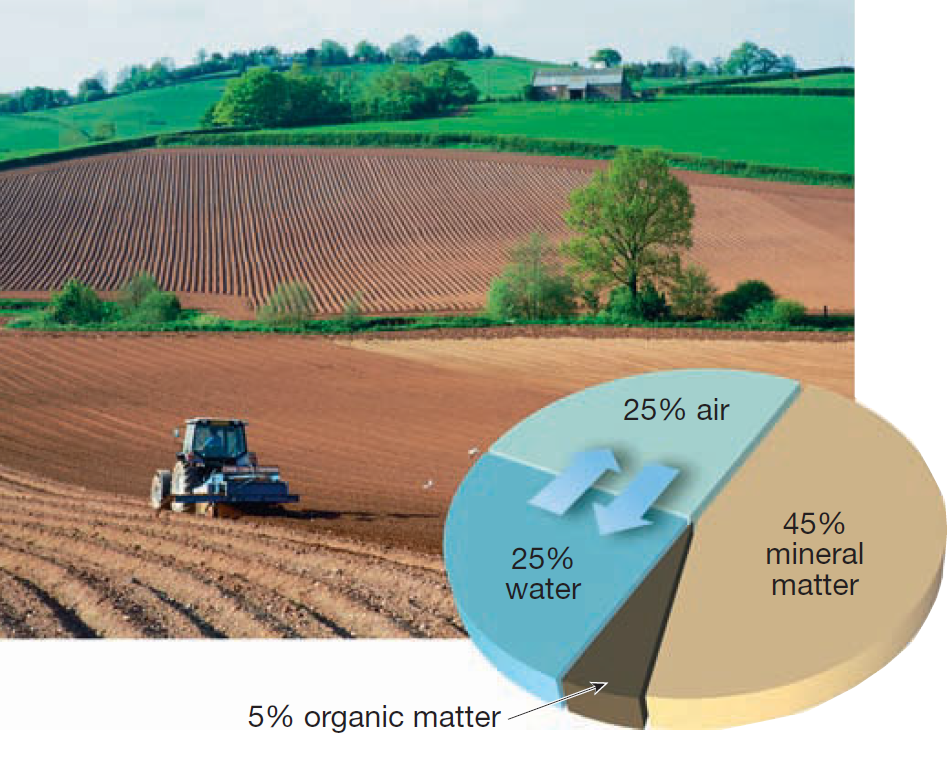 25% air
45%
mineral
matter
25%
water
5% organic matter